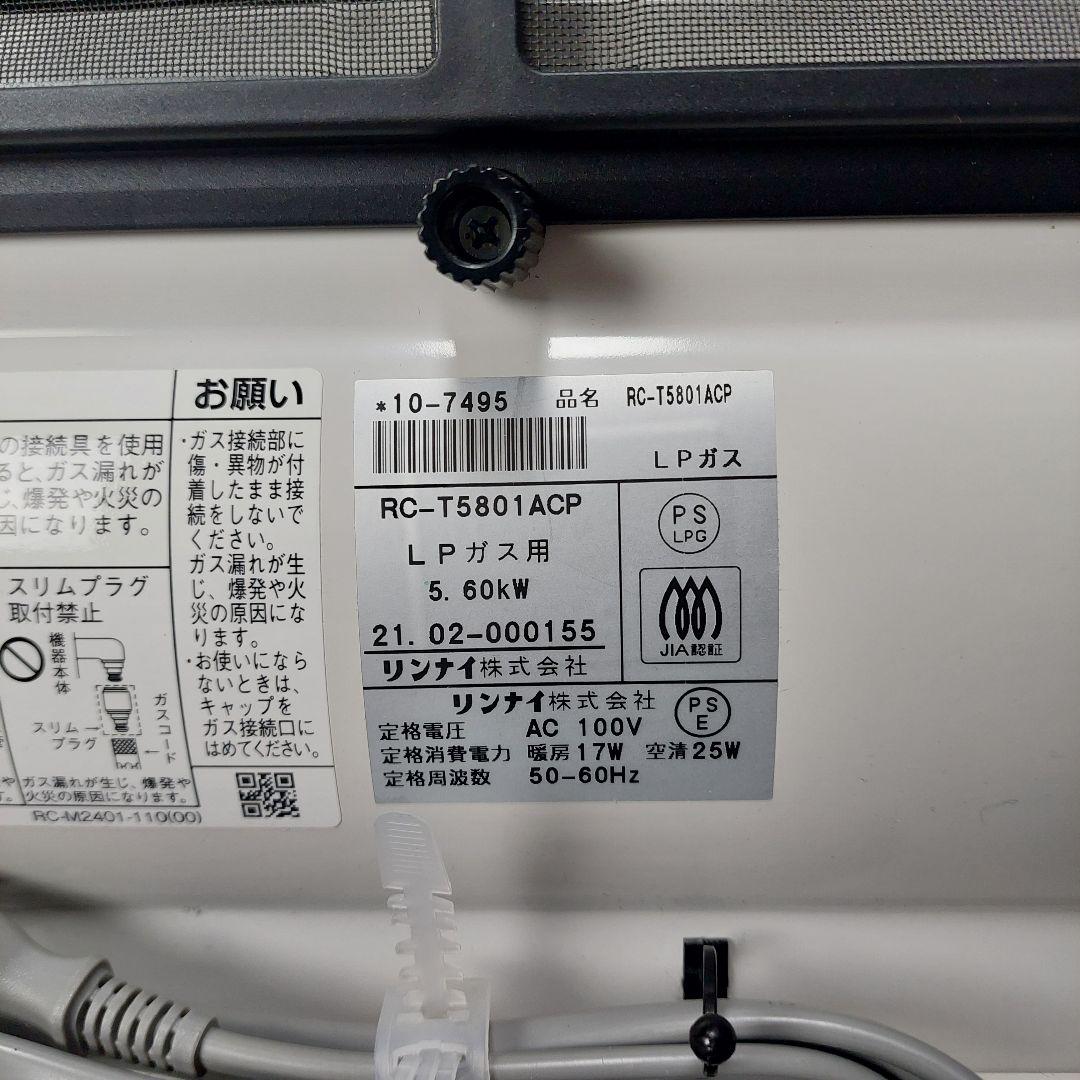 の接続具を使用
ると、ガス漏れが
じ、爆発や火災の
因になります。
スリムプラグ
取付禁止
機器本体
スリム
プラグ
ガスコード
ガス漏れが生じ、爆発や
火災の原因になります。
RC-M2401-110(00)
お願い
・ガス接続部に
傷・異物が付
着したまま接
続をしないで
ください。
ガス漏れが生
じ、爆発や火
災の原因にな
ります。
・お使いになら
ないときは、
キャップを
ガス接続口に
はめてください。
*10-7495 品名 RC-T5801ACP
LPガス
RC-T5801ACP
LPガス用
5.60kW
21.02-000155
リンナイ株式会社
PS
LPG
JIA認証
リンナイ株式会社
PS
E
定格電圧 AC 100V
定格消費電力 暖房17W 空清25W
定格周波数 50-60Hz